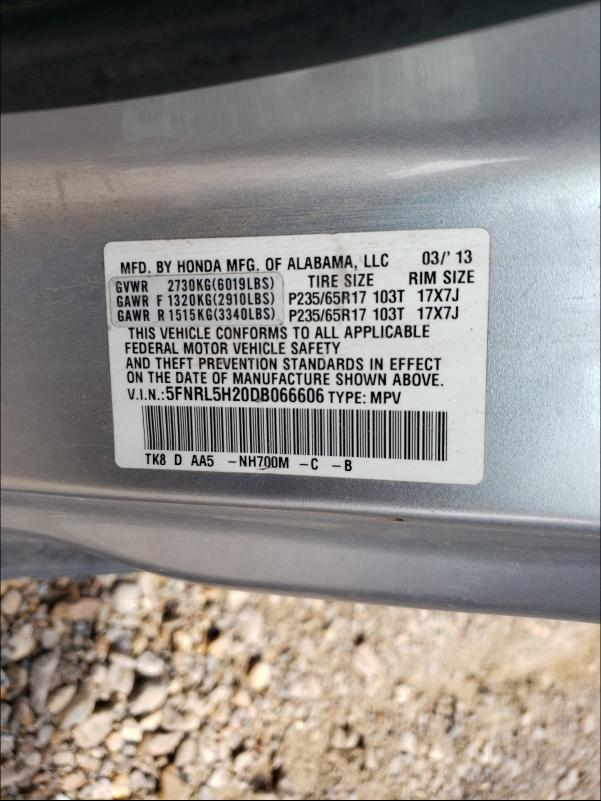 MFD. BY HONDA MFG. OF ALABAMA, LLC 03/'13
GVWR 2730KG(6019LBS) TIRE SIZE RIM SIZE
GAWR F 1320KG(2910LBS) P235/65R17 103T 17X7J
GAWR R 1515KG(3340LBS) P235/65R17 103T 17X7J
THIS VEHICLE CONFORMS TO ALL APPLICABLE
FEDERAL MOTOR VEHICLE SAFETY
AND THEFT PREVENTION STANDARDS IN EFFECT
ON THE DATE OF MANUFACTURE SHOWN ABOVE.
V.I.N.:5FNRL5H20DB066606 TYPE: MPV
TK8 D AA5 -NH700M -C -B